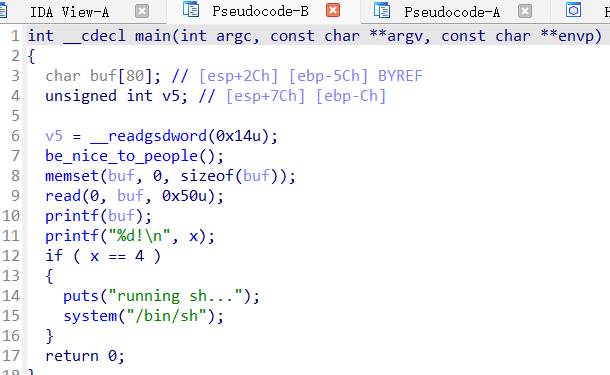 IDA View-A Pseudocode-B Pseudocode-A
1 int __cdecl main(int argc, const char **argv, const char **envp)
2 {
3 char buf[80]; // [esp+2Ch] [ebp-5Ch] BYREF
4 unsigned int v5; // [esp+7Ch] [ebp-Ch]
5
6 v5 = __readgsdword(0x14u);
7 be_nice_to_people();
8 memset(buf, 0, sizeof(buf));
9 read(0, buf, 0x50u);
10 printf(buf);
11 printf("%d!\n", x);
12 if ( x == 4 )
13 {
14 puts("running sh...");
15 system("/bin/sh");
16 }
17 return 0;